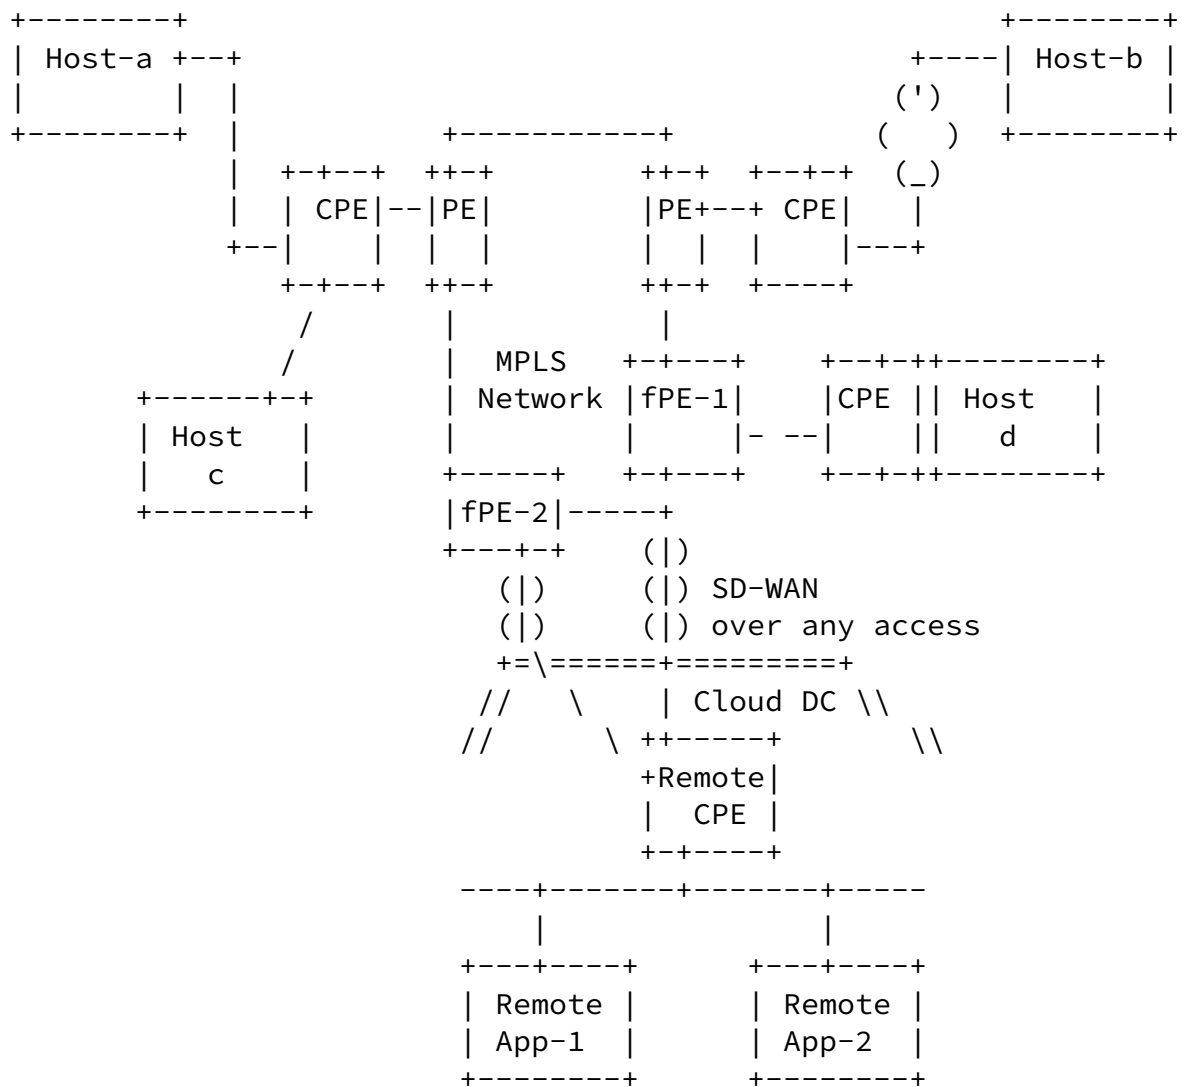 Host-a Host-b
CPE PE PE CPE
MPLS
Network fPE-1 CPE Host
Host d
c
fPE-2
SD-WAN
over any access
Cloud DC
Remote
CPE
Remote Remote
App-1 App-2